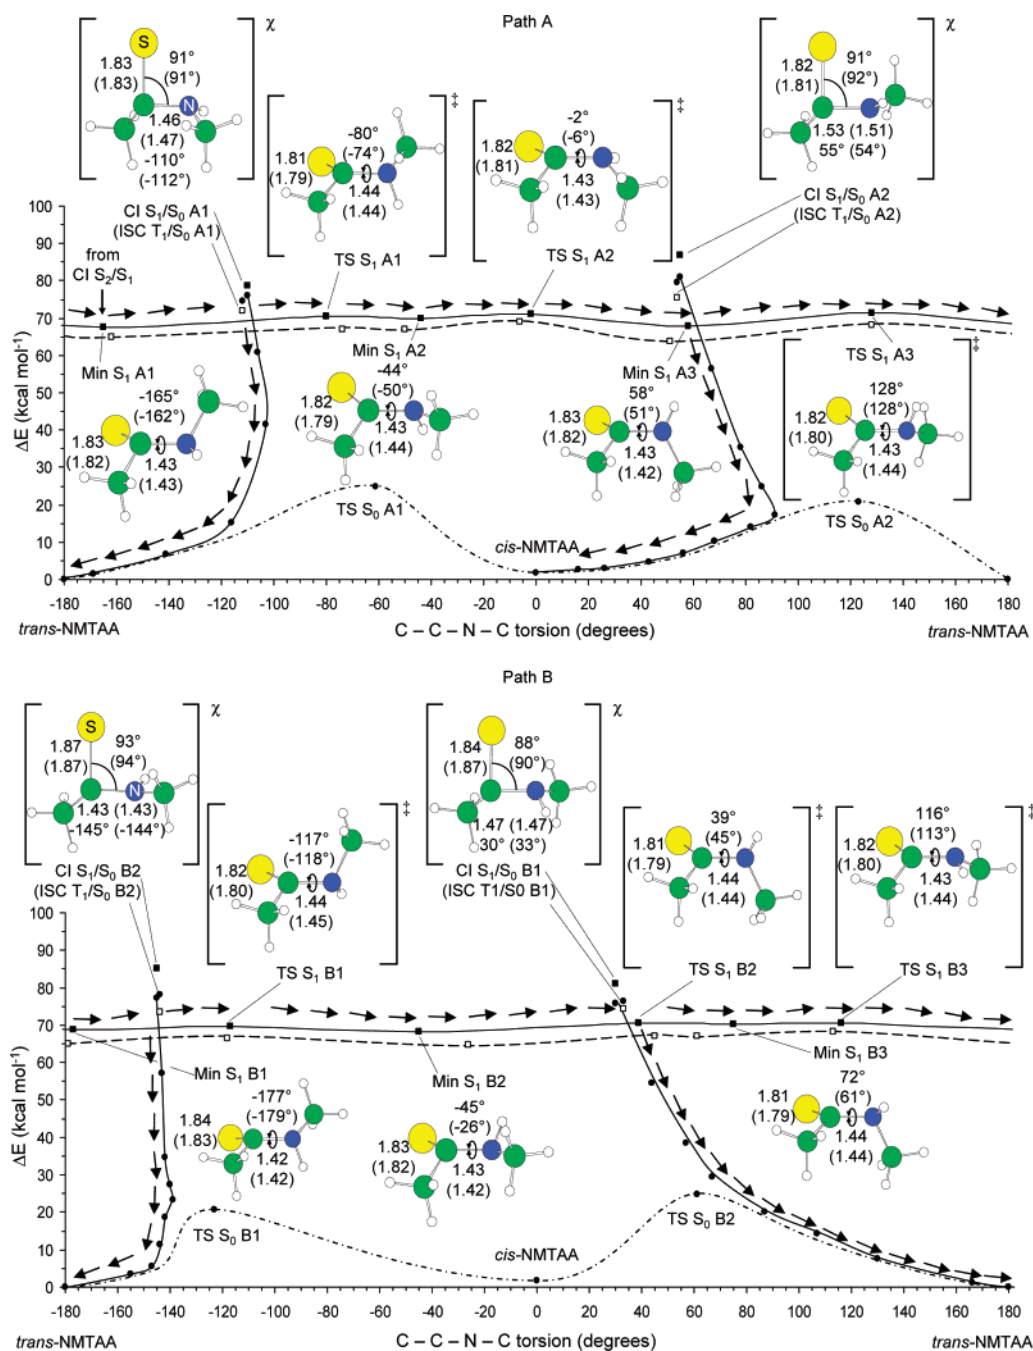 Path A
χ
S
1.83
(1.83)
91°
(91°)
N
1.46
(1.47)
-110°
(-112°)
‡
-80°
(-74°)
1.81
(1.79)
1.44
(1.44)
‡
-2°
(-6°)
1.82
(1.81)
1.43
(1.43)
χ
1.82
(1.81)
91°
(92°)
1.53 (1.51)
55° (54°)
CI S1/S0 A1
(ISC T1/S0 A1)
CI S1/S0 A2
(ISC T1/S0 A2)
from
CI S2/S1
TS S1 A1
TS S1 A2
Min S1 A1
Min S1 A2
Min S1 A3
TS S1 A3
‡
-165°
(-162°)
1.83
(1.82)
1.43
(1.43)
-44°
(-50°)
1.82
(1.79)
1.43
(1.44)
58°
(51°)
1.83
(1.82)
1.43
(1.42)
128°
(128°)
1.82
(1.80)
1.43
(1.44)
TS S0 A1
TS S0 A2
cis-NMTAA
ΔE (kcal mol-1)
100
90
80
70
60
50
40
30
20
10
0
-180 -160 -140 -120 -100 -80 -60 -40 -20 0 20 40 60 80 100 120 140 160 180
trans-NMTAA
C – C – N – C torsion (degrees)
trans-NMTAA
Path B
χ
S
1.87
(1.87)
93°
(94°)
N
1.43 (1.43)
-145° (-144°)
‡
-117°
(-118°)
1.82
(1.80)
1.44
(1.45)
χ
1.84
(1.87)
88°
(90°)
1.47 (1.47)
30° (33°)
‡
39°
(45°)
1.81
(1.79)
1.44
(1.44)
‡
116°
(113°)
1.82
(1.80)
1.43
(1.44)
CI S1/S0 B2
(ISC T1/S0 B2)
CI S1/S0 B1
(ISC T1/S0 B1)
TS S1 B1
TS S1 B2
TS S1 B3
Min S1 B1
Min S1 B2
Min S1 B3
-177°
(-179°)
1.84
(1.83)
1.42
(1.42)
-45°
(-26°)
1.83
(1.82)
1.43
(1.42)
72°
(61°)
1.81
(1.79)
1.44
(1.44)
TS S0 B1
TS S0 B2
cis-NMTAA
ΔE (kcal mol-1)
100
90
80
70
60
50
40
30
20
10
0
-180 -160 -140 -120 -100 -80 -60 -40 -20 0 20 40 60 80 100 120 140 160 180
trans-NMTAA
C – C – N – C torsion (degrees)
trans-NMTAA